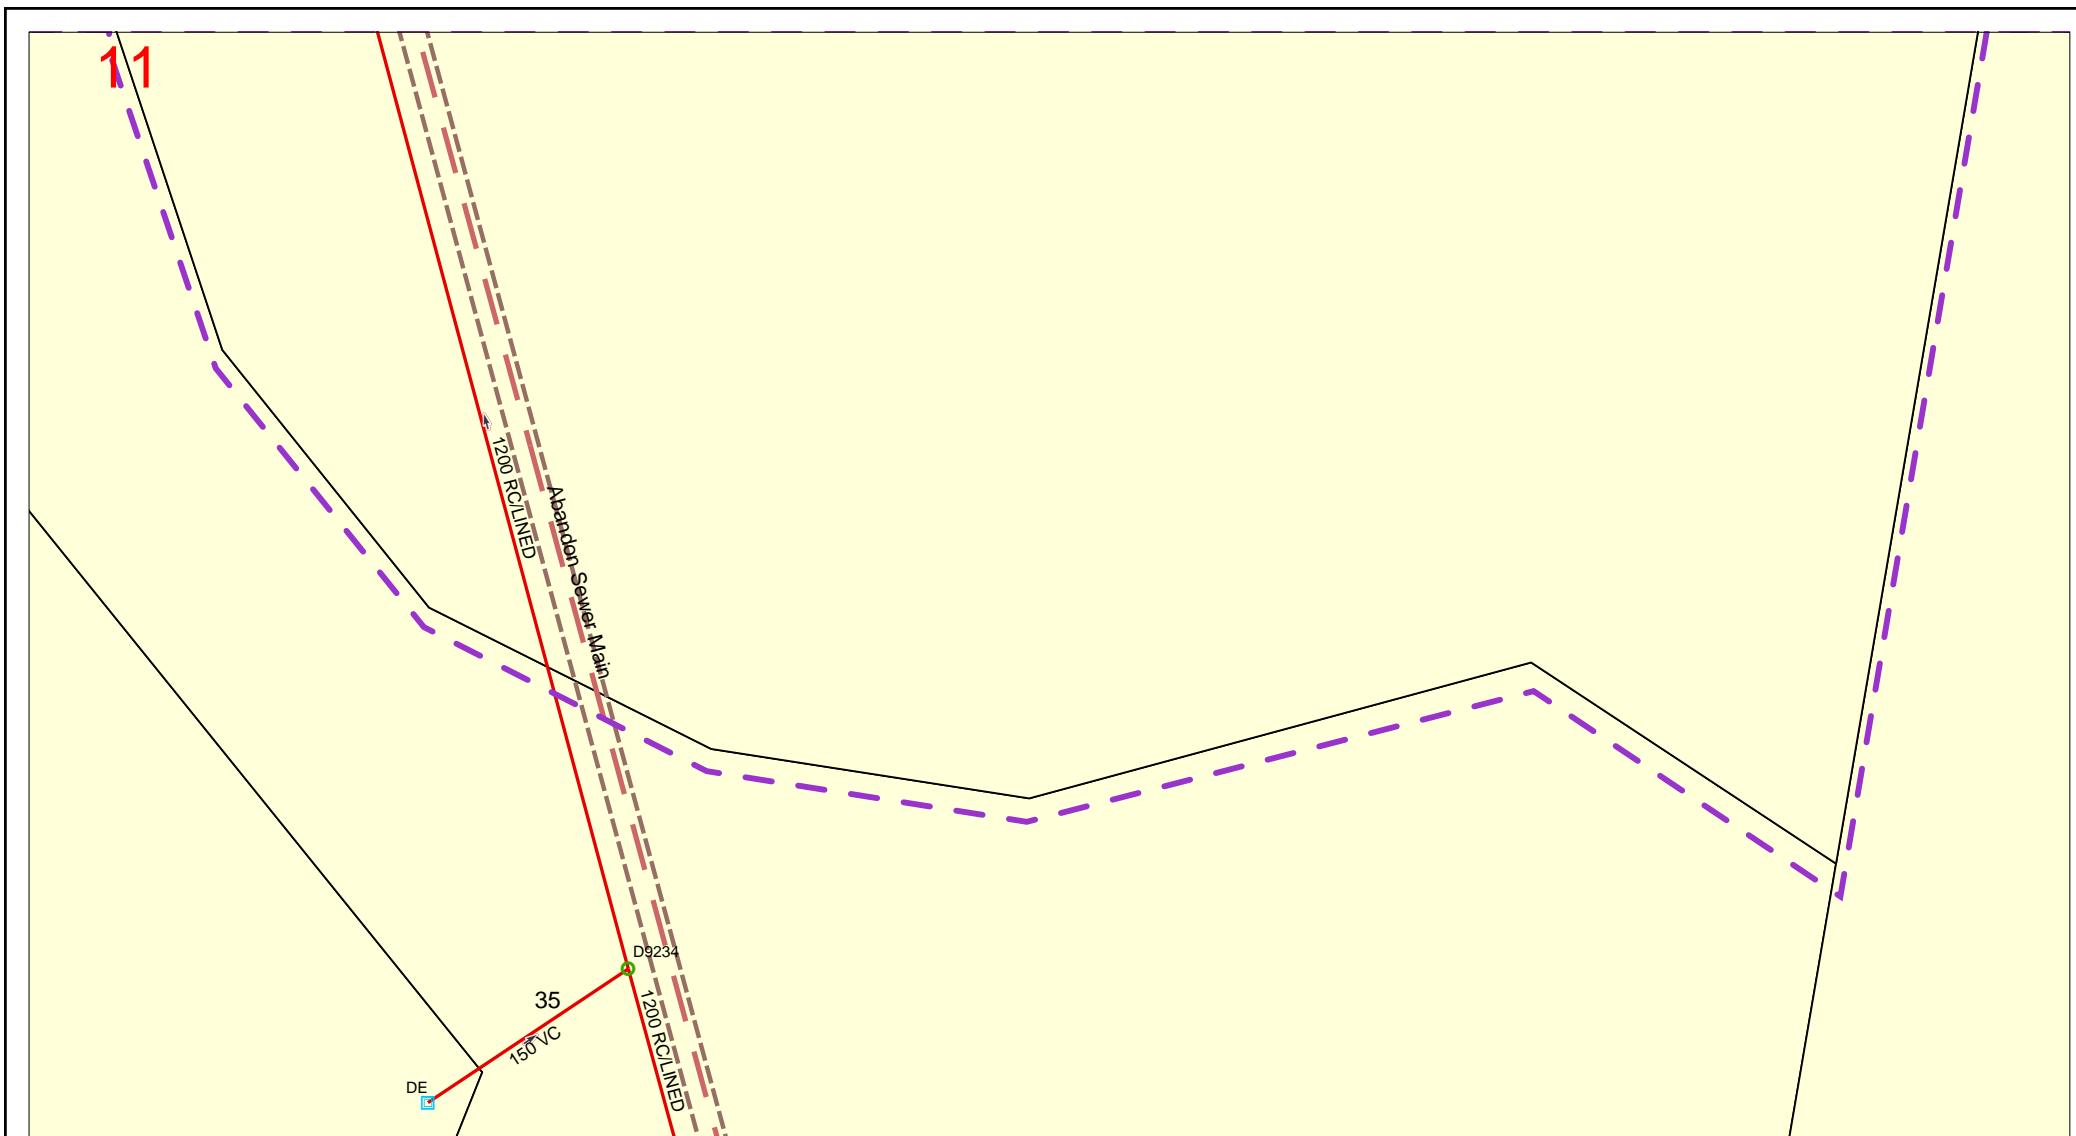 11
1200 RC/LINED
Abandon Sewer Main
D9234
35
150 VC
1200 RC/LINED
DE